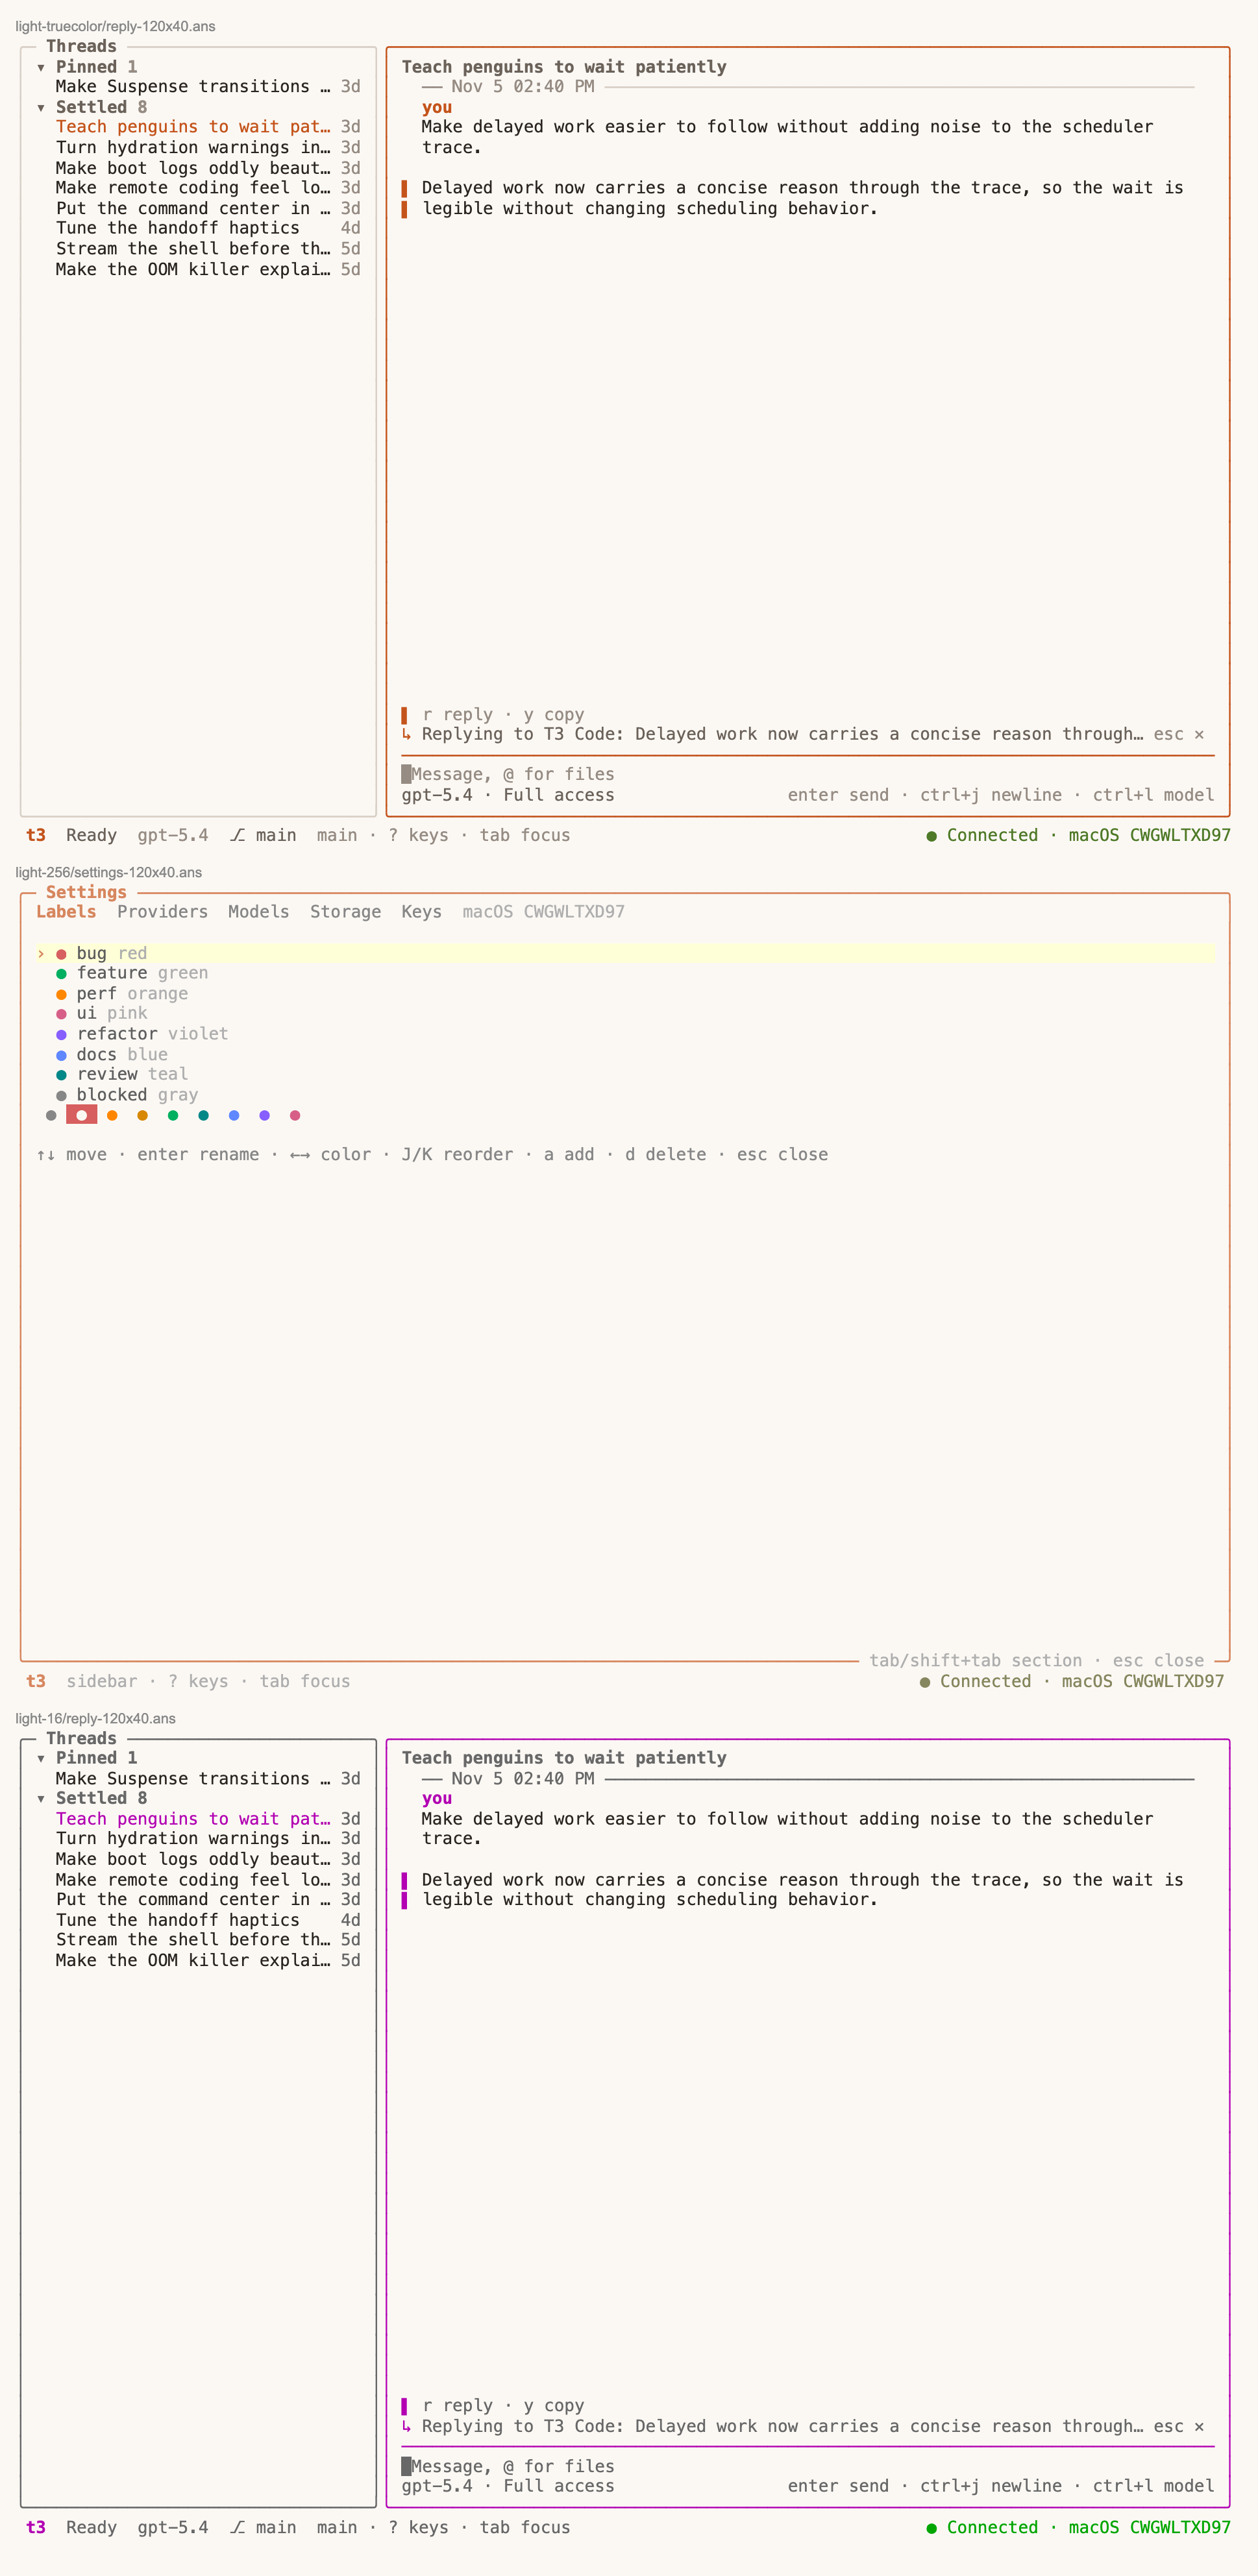 light-truecolor/reply-120x40.ans
Threads
▾ Pinned 1
Make Suspense transitions … 3d
▾ Settled 8
Teach penguins to wait pat… 3d
Turn hydration warnings in… 3d
Make boot logs oddly beaut… 3d
Make remote coding feel lo… 3d
Put the command center in … 3d
Tune the handoff haptics 4d
Stream the shell before th… 5d
Make the OOM killer explai… 5d
Teach penguins to wait patiently
Nov 5 02:40 PM
you
Make delayed work easier to follow without adding noise to the scheduler
trace.
Delayed work now carries a concise reason through the trace, so the wait is
legible without changing scheduling behavior.
r reply · y copy
↳ Replying to T3 Code: Delayed work now carries a concise reason through… esc ×
Message, @ for files
gpt-5.4 · Full access enter send · ctrl+j newline · ctrl+l model
t3 Ready gpt-5.4 ⎇ main main · ? keys · tab focus ● Connected · macOS CWGWLTXD97
light-256/settings-120x40.ans
Settings
Labels Providers Models Storage Keys macOS CWGWLTXD97
› ● bug red
● feature green
● perf orange
● ui pink
● refactor violet
● docs blue
● review teal
● blocked gray
↑↓ move · enter rename · ←→ color · J/K reorder · a add · d delete · esc close
tab/shift+tab section · esc close
t3 sidebar · ? keys · tab focus ● Connected · macOS CWGWLTXD97
light-16/reply-120x40.ans
Threads
▾ Pinned 1
Make Suspense transitions … 3d
▾ Settled 8
Teach penguins to wait pat… 3d
Turn hydration warnings in… 3d
Make boot logs oddly beaut… 3d
Make remote coding feel lo… 3d
Put the command center in … 3d
Tune the handoff haptics 4d
Stream the shell before th… 5d
Make the OOM killer explai… 5d
Teach penguins to wait patiently
Nov 5 02:40 PM
you
Make delayed work easier to follow without adding noise to the scheduler
trace.
Delayed work now carries a concise reason through the trace, so the wait is
legible without changing scheduling behavior.
r reply · y copy
↳ Replying to T3 Code: Delayed work now carries a concise reason through… esc ×
Message, @ for files
gpt-5.4 · Full access enter send · ctrl+j newline · ctrl+l model
t3 Ready gpt-5.4 ⎇ main main · ? keys · tab focus ● Connected · macOS CWGWLTXD97